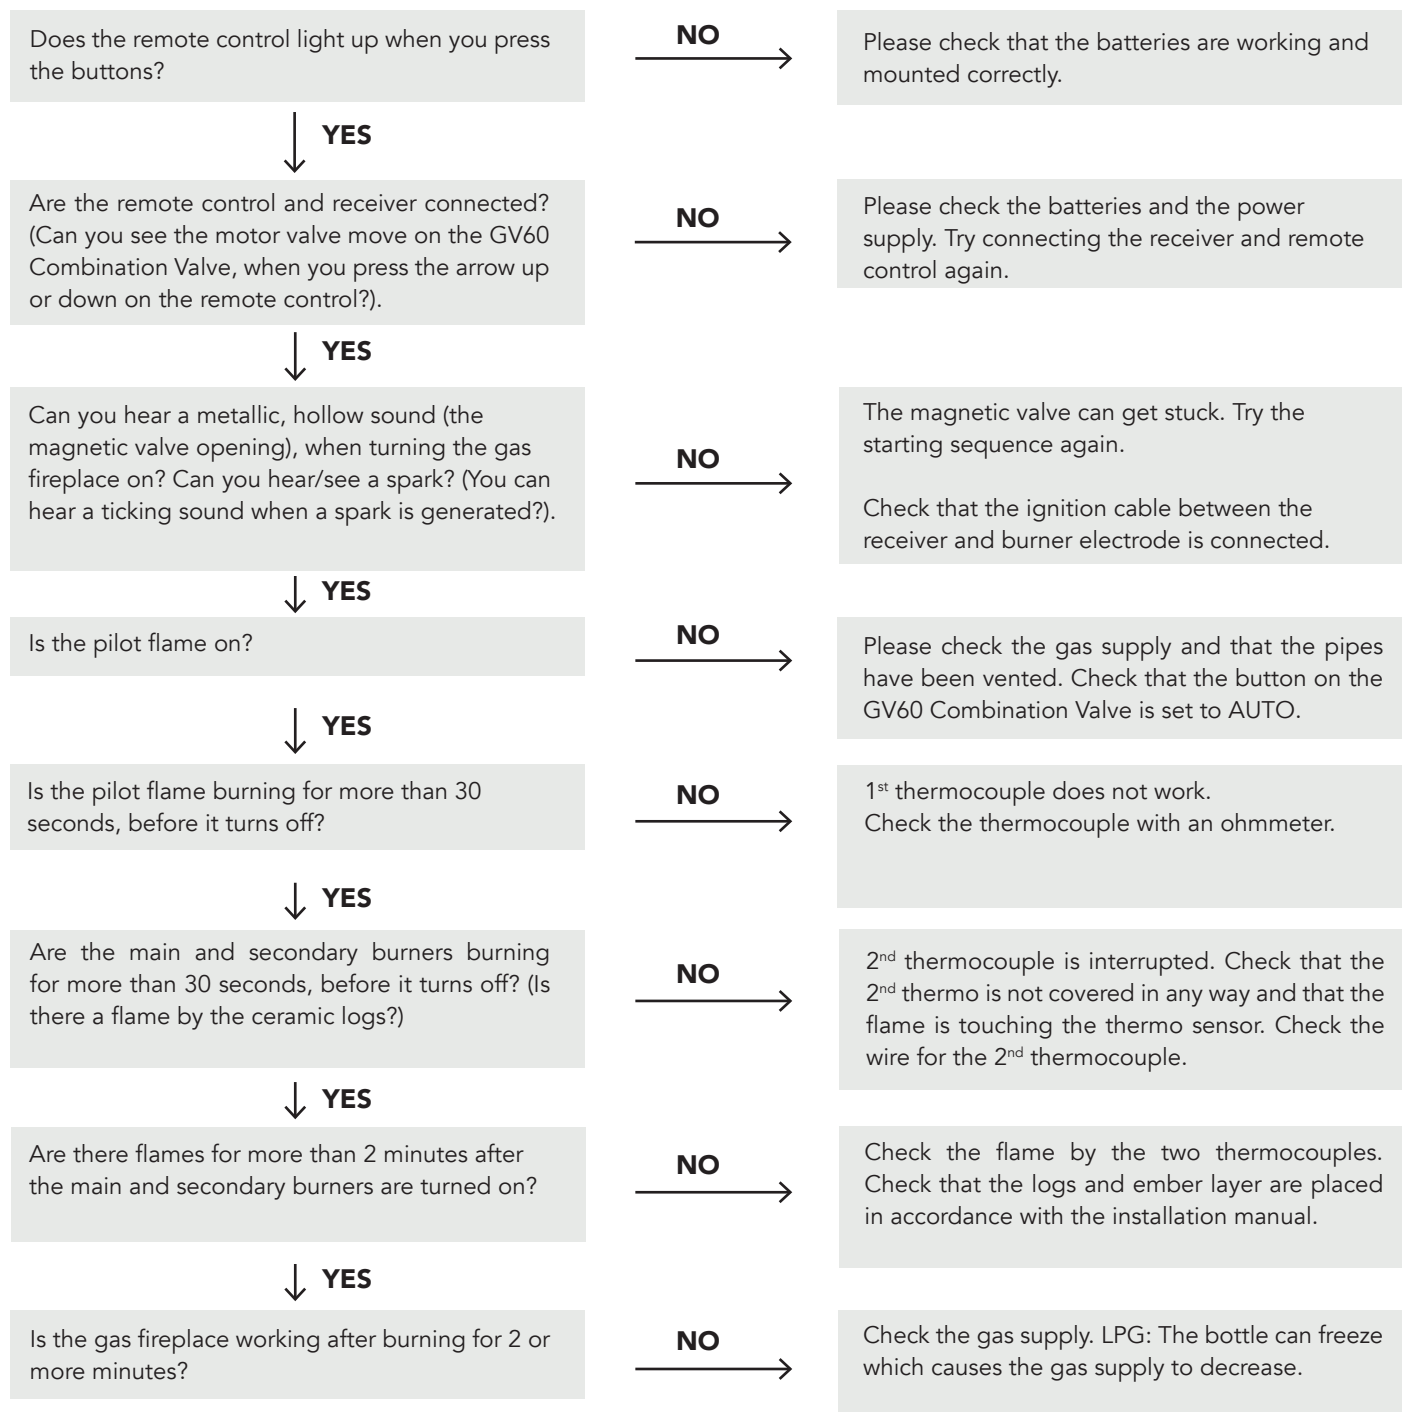 Does the remote control light up when you press
the buttons?
NO
Please check that the batteries are working and
mounted correctly.
YES
Are the remote control and receiver connected?
(Can you see the motor valve move on the GV60
Combination Valve, when you press the arrow up
or down on the remote control?).
NO
Please check the batteries and the power
supply. Try connecting the receiver and remote
control again.
YES
Can you hear a metallic, hollow sound (the
magnetic valve opening), when turning the gas
fireplace on? Can you hear/see a spark? (You can
hear a ticking sound when a spark is generated?).
NO
The magnetic valve can get stuck. Try the
starting sequence again.
Check that the ignition cable between the
receiver and burner electrode is connected.
YES
Is the pilot flame on?
NO
Please check the gas supply and that the pipes
have been vented. Check that the button on the
GV60 Combination Valve is set to AUTO.
YES
Is the pilot flame burning for more than 30
seconds, before it turns off?
NO
1st thermocouple does not work.
Check the thermocouple with an ohmmeter.
YES
Are the main and secondary burners burning
for more than 30 seconds, before it turns off? (Is
there a flame by the ceramic logs?)
NO
2nd thermocouple is interrupted. Check that the
2nd thermo is not covered in any way and that the
flame is touching the thermo sensor. Check the
wire for the 2nd thermocouple.
YES
Are there flames for more than 2 minutes after
the main and secondary burners are turned on?
NO
Check the flame by the two thermocouples.
Check that the logs and ember layer are placed
in accordance with the installation manual.
YES
Is the gas fireplace working after burning for 2 or
more minutes?
NO
Check the gas supply. LPG: The bottle can freeze
which causes the gas supply to decrease.